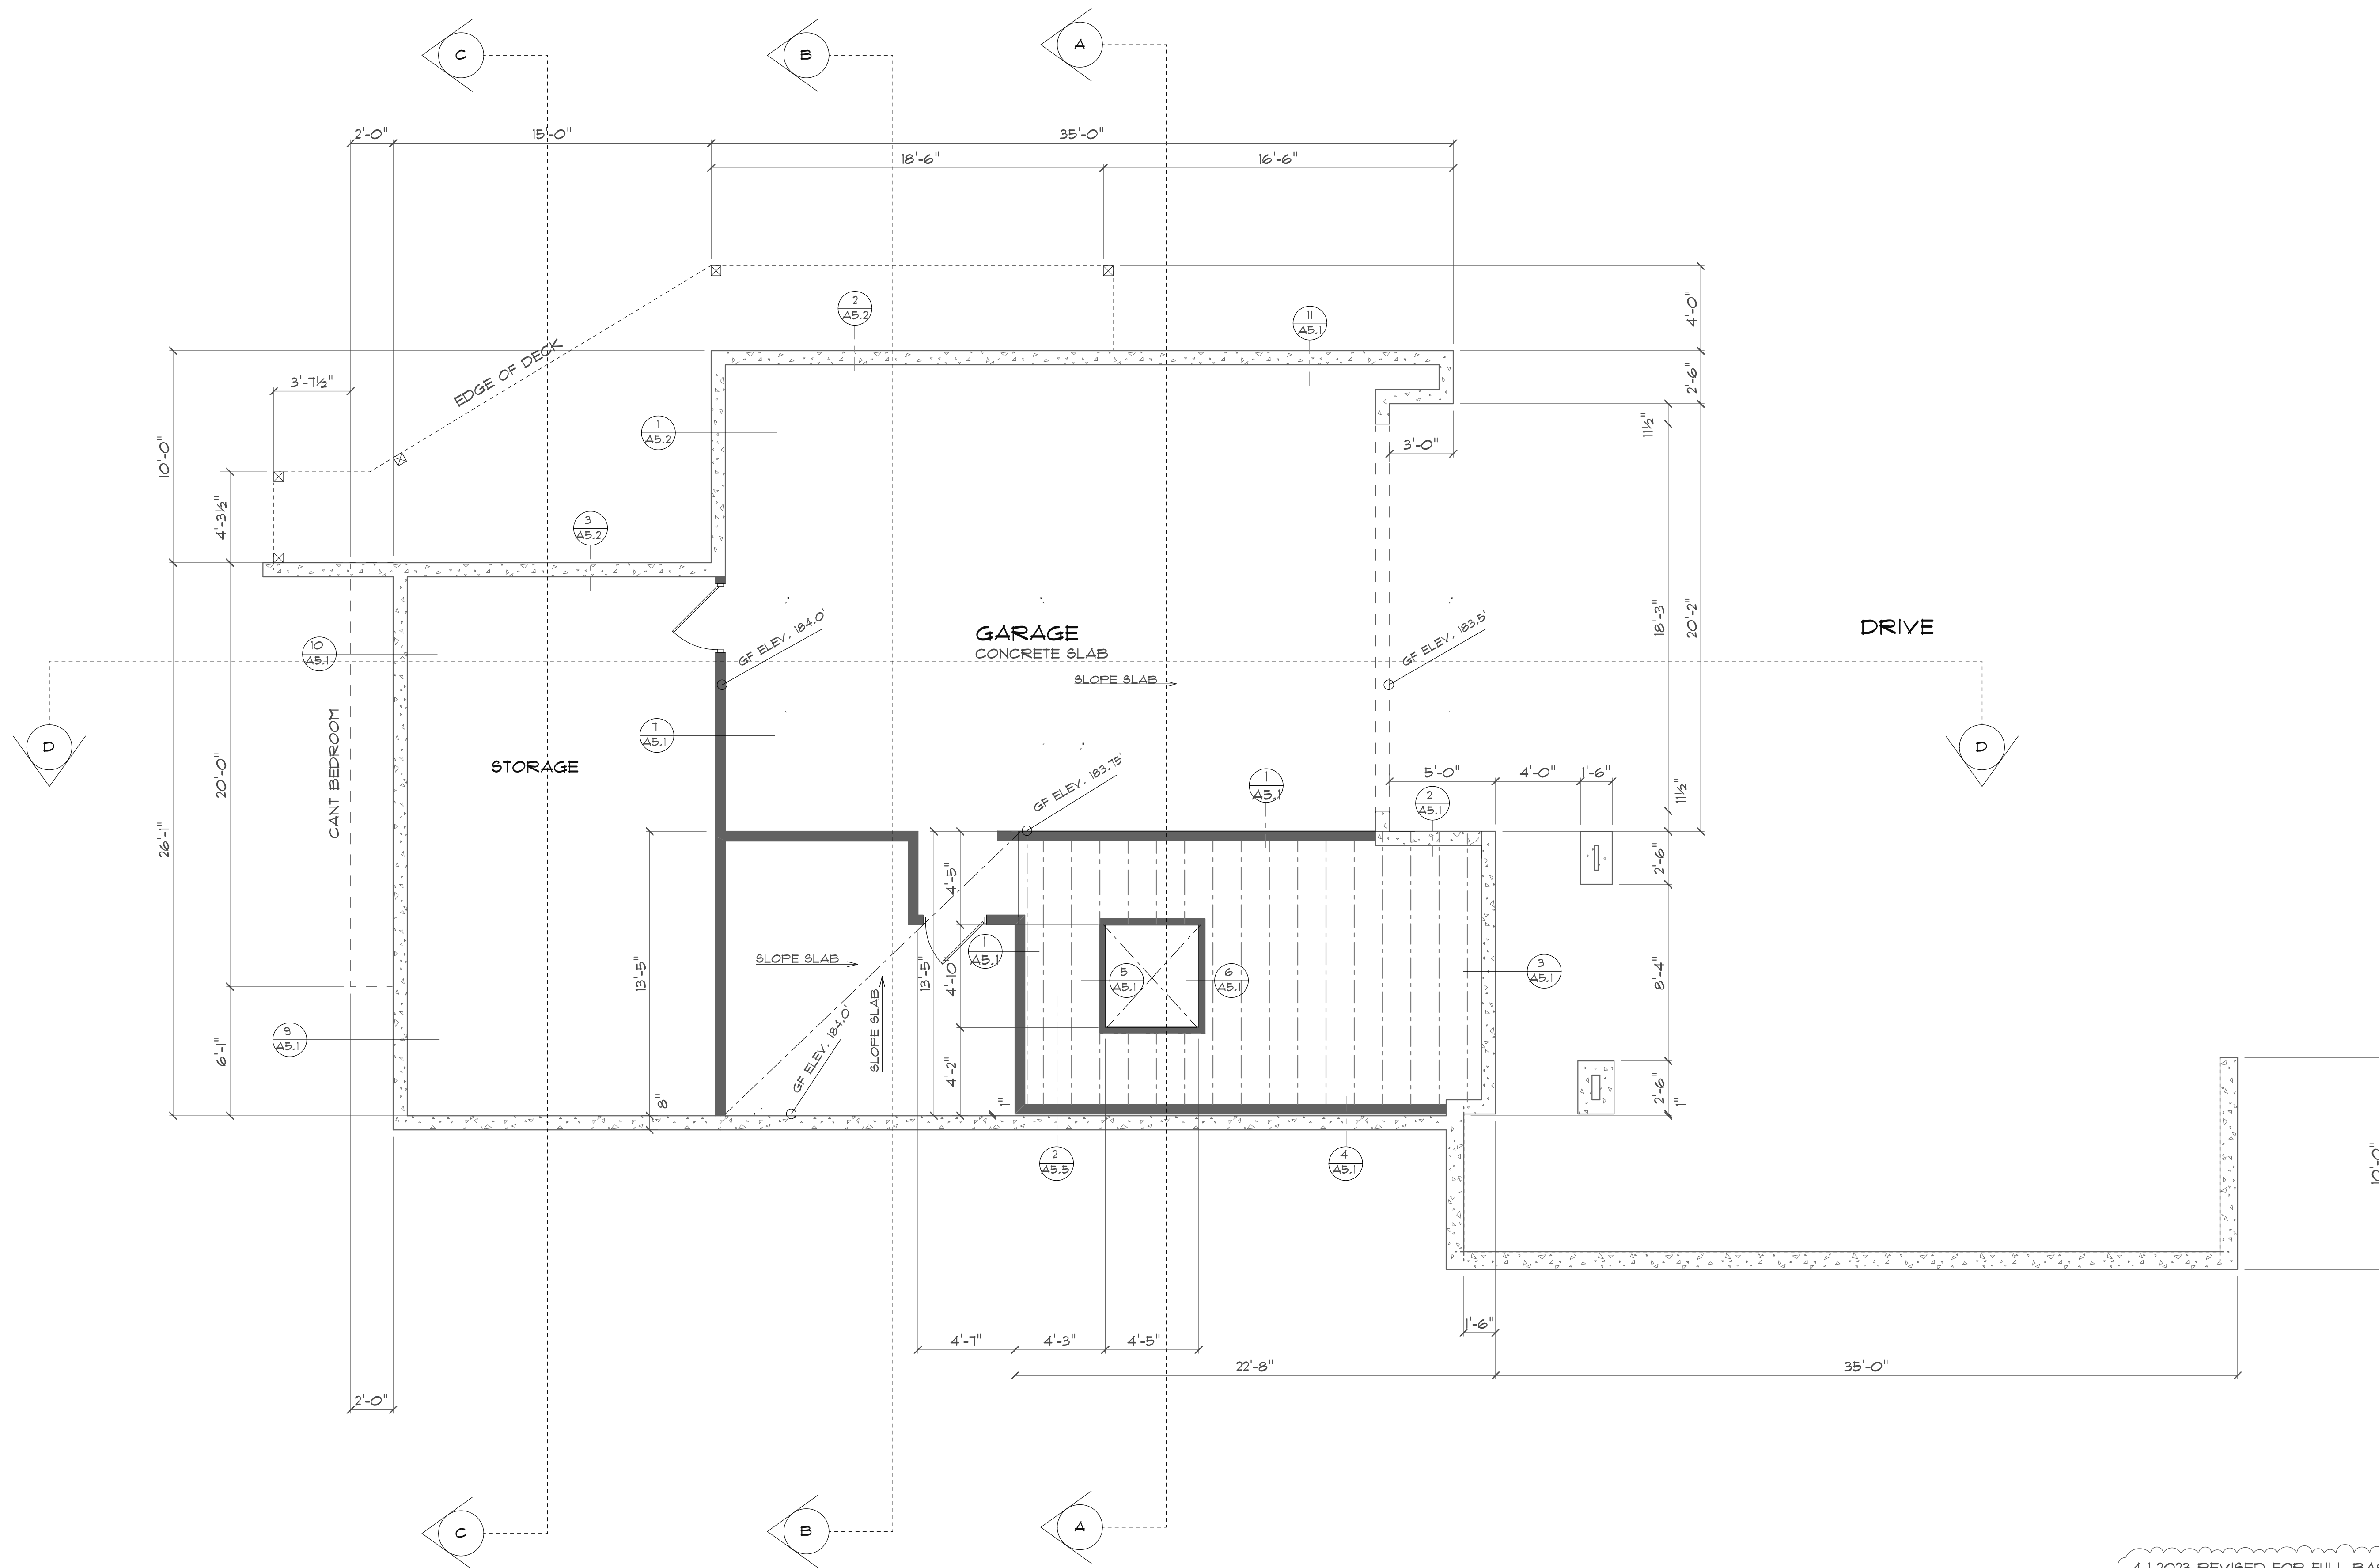 C
B
A
2'-0"
15'-0"
35'-0"
18'-6"
16'-6"
4'-0"
2
A5.2
11
A5.1
EDGE OF DECK
3'-7½"
2'-6"
11½"
1
A5.2
3'-0"
10'-0"
4'-3½"
3
A5.2
GF ELEV. 184.0'
GARAGE
CONCRETE SLAB
SLOPE SLAB
GF ELEV. 183.5'
18'-3"
20'-2"
DRIVE
10
A5.1
D
D
CANT BEDROOM
7
A5.1
STORAGE
20'-0"
26'-1"
GF ELEV. 183.75'
1
A5.1
2
A5.1
5'-0"
4'-0"
1'-6"
11½"
2'-6"
4'-5"
13'-5"
13'-5"
SLOPE SLAB
1
A5.1
4'-10"
5
A5.1
6
A5.1
3
A5.1
8'-4"
9
A5.1
6'-1"
GF ELEV. 184.0'
SLOPE SLAB
4'-2"
8"
1"
2'-6"
1"
2
A5.5
4
A5.1
10'-0"
4'-7"
4'-3"
4'-5"
1'-6"
22'-8"
35'-0"
2'-0"
C
B
A
4.1.2023 REVISED FOR FULL